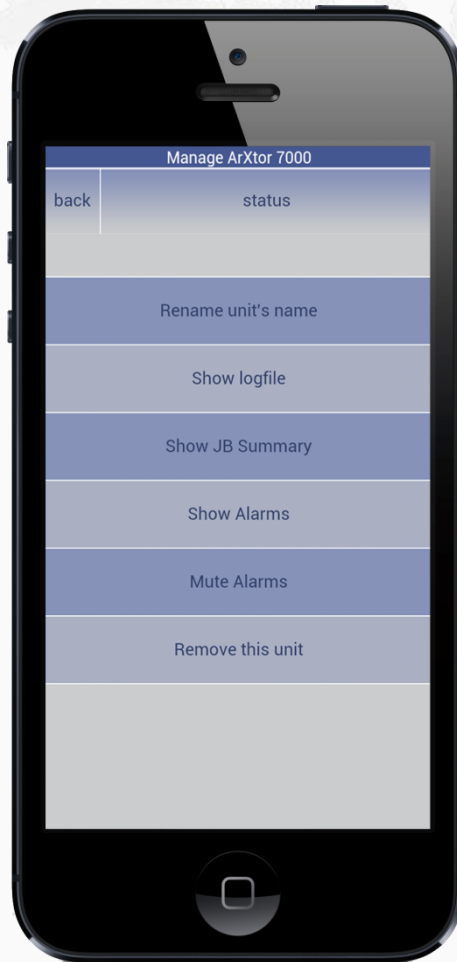 Manage ArXtor 7000
back status
Rename unit's name
Show logfile
Show JB Summary
Show Alarms
Mute Alarms
Remove this unit